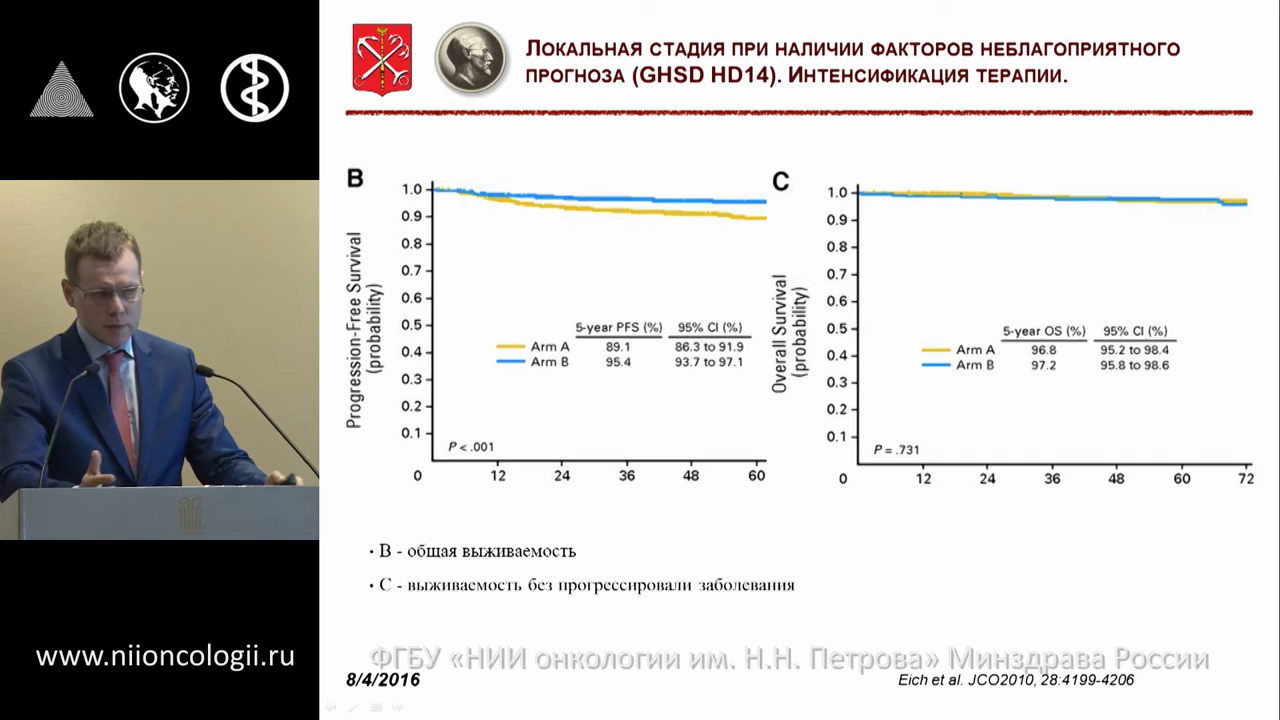 ЛОКАЛЬНАЯ СТАДИЯ ПРИ НАЛИЧИИ ФАКТОРОВ НЕБЛАГОПРИЯТНОГО
ПРОГНОЗА (GHSD HD14). ИНТЕНСИФИКАЦИЯ ТЕРАПИИ.
B
Progression-Free Survival
(probability)
1.0
0.9
0.8
0.7
0.6
0.5
0.4
0.3
0.2
0.1
5-year PFS (%) 95% CI (%)
Arm A 89.1 86.3 to 91.9
Arm B 95.4 93.7 to 97.1
P < .001
0 12 24 36 48 60
C
Overall Survival
(probability)
1.0
0.9
0.8
0.7
0.6
0.5
0.4
0.3
0.2
0.1
5-year OS (%) 95% CI (%)
Arm A 96.8 95.2 to 98.4
Arm B 97.2 95.8 to 98.6
P = .731
0 12 24 36 48 60 72
• В - общая выживаемость
• С - выживаемость без прогрессировали заболевания
www.niioncologii.ru
ФГБУ «НИИ онкологии им. Н.Н. Петрова» Минздрава России
8/4/2016
Eich et al. JCO2010, 28:4199-4206